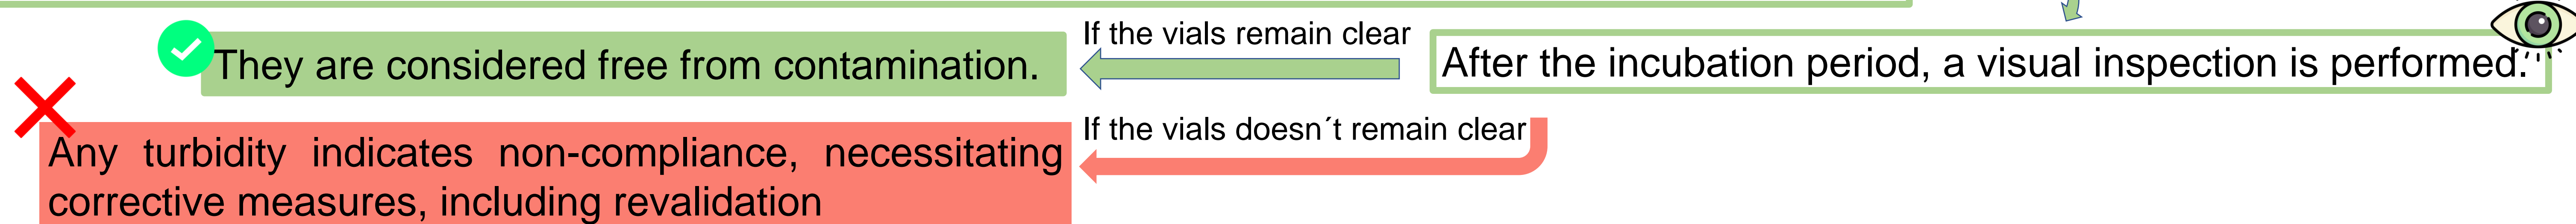 If the vials remain clear
They are considered free from contamination.
After the incubation period, a visual inspection is performed.
If the vials doesn´t remain clear
Any turbidity indicates non-compliance, necessitating
corrective measures, including revalidation